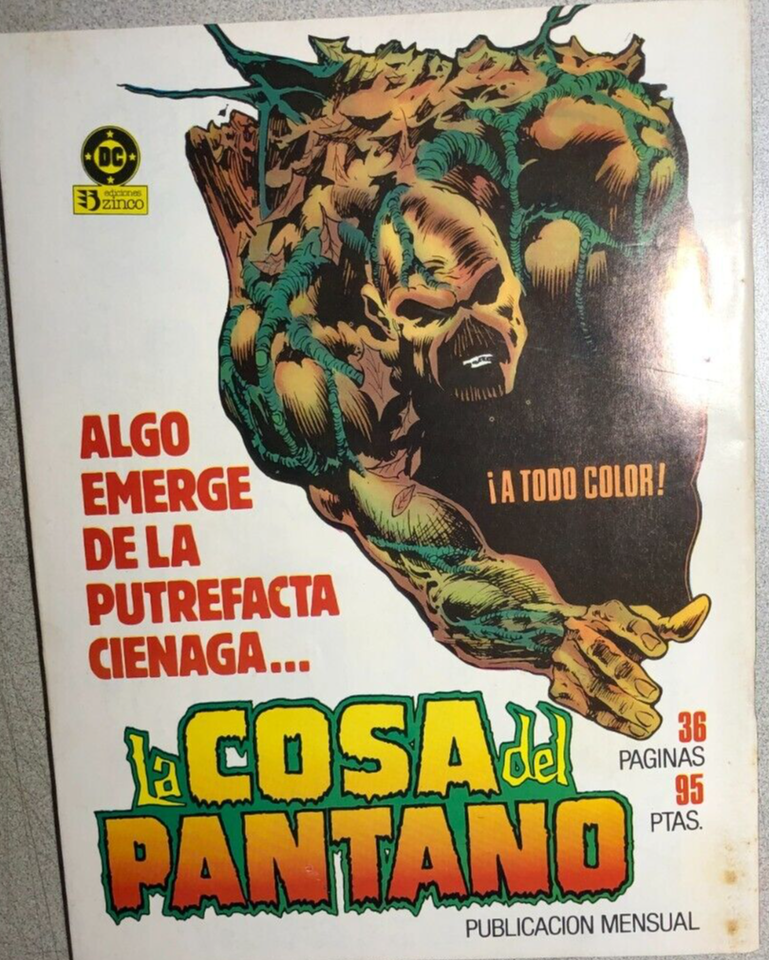 DC
ediciones
zinco
ALGO
EMERGE
DE LA
PUTREFACTA
CIENAGA...
¡A TODO COLOR!
La COSA del
PANTANO
36
PAGINAS
95
PTAS.
PUBLICACION MENSUAL